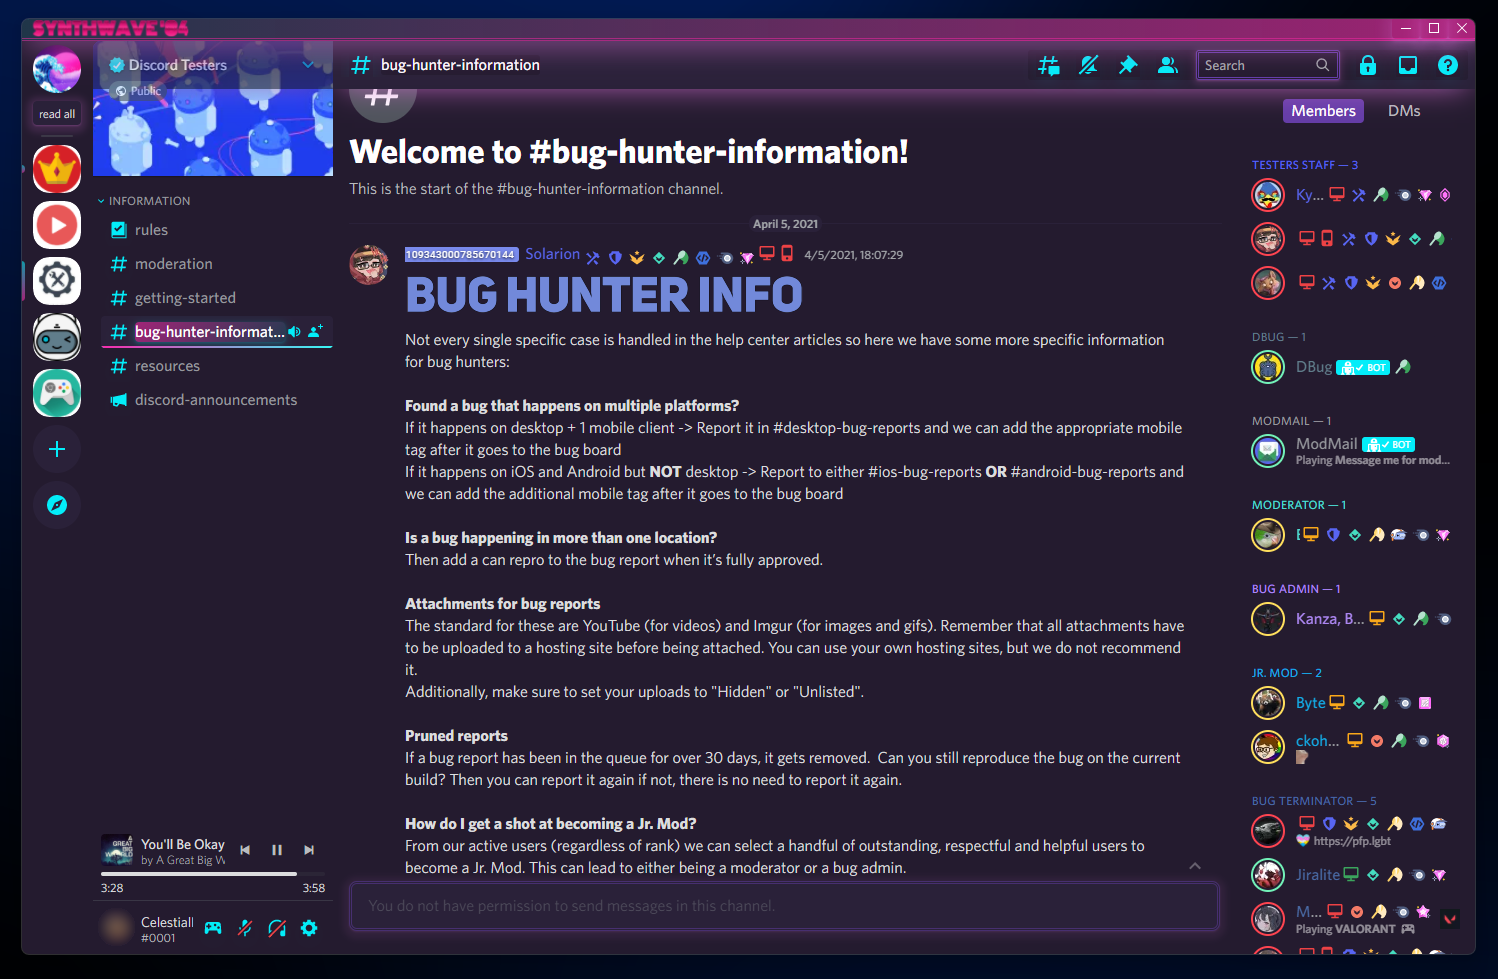 SYNTHWAVE'84
read all
Discord Testers
Public
INFORMATION
rules
moderation
getting-started
bug-hunter-informat...
resources
discord-announcements
You'll Be Okay
by A Great Big W
3:28
3:58
Celestiall
#0001
bug-hunter-information
Search
Welcome to #bug-hunter-information!
This is the start of the #bug-hunter-information channel.
April 5, 2021
109343000785670144 Solarion 4/5/2021, 18:07:29
BUG HUNTER INFO
Not every single specific case is handled in the help center articles so here we have some more specific information
for bug hunters:
Found a bug that happens on multiple platforms?
If it happens on desktop + 1 mobile client -> Report it in #desktop-bug-reports and we can add the appropriate mobile
tag after it goes to the bug board
If it happens on iOS and Android but NOT desktop -> Report to either #ios-bug-reports OR #android-bug-reports and
we can add the additional mobile tag after it goes to the bug board
Is a bug happening in more than one location?
Then add a can repro to the bug report when it's fully approved.
Attachments for bug reports
The standard for these are YouTube (for videos) and Imgur (for images and gifs). Remember that all attachments have
to be uploaded to a hosting site before being attached. You can use your own hosting sites, but we do not recommend
it.
Additionally, make sure to set your uploads to "Hidden" or "Unlisted".
Pruned reports
If a bug report has been in the queue for over 30 days, it gets removed. Can you still reproduce the bug on the current
build? Then you can report it again if not, there is no need to report it again.
How do I get a shot at becoming a Jr. Mod?
From our active users (regardless of rank) we can select a handful of outstanding, respectful and helpful users to
become a Jr. Mod. This can lead to either being a moderator or a bug admin.
You do not have permission to send messages in this channel.
Members
DMs
TESTERS STAFF — 3
Ky...
DBUG — 1
DBug BOT
MODMAIL — 1
ModMail BOT
Playing Message me for mod...
MODERATOR — 1
BUG ADMIN — 1
Kanza, B...
JR. MOD — 2
Byte
ckoh...
BUG TERMINATOR — 5
https://pfp.lgbt
Jiralite
M...
Playing VALORANT